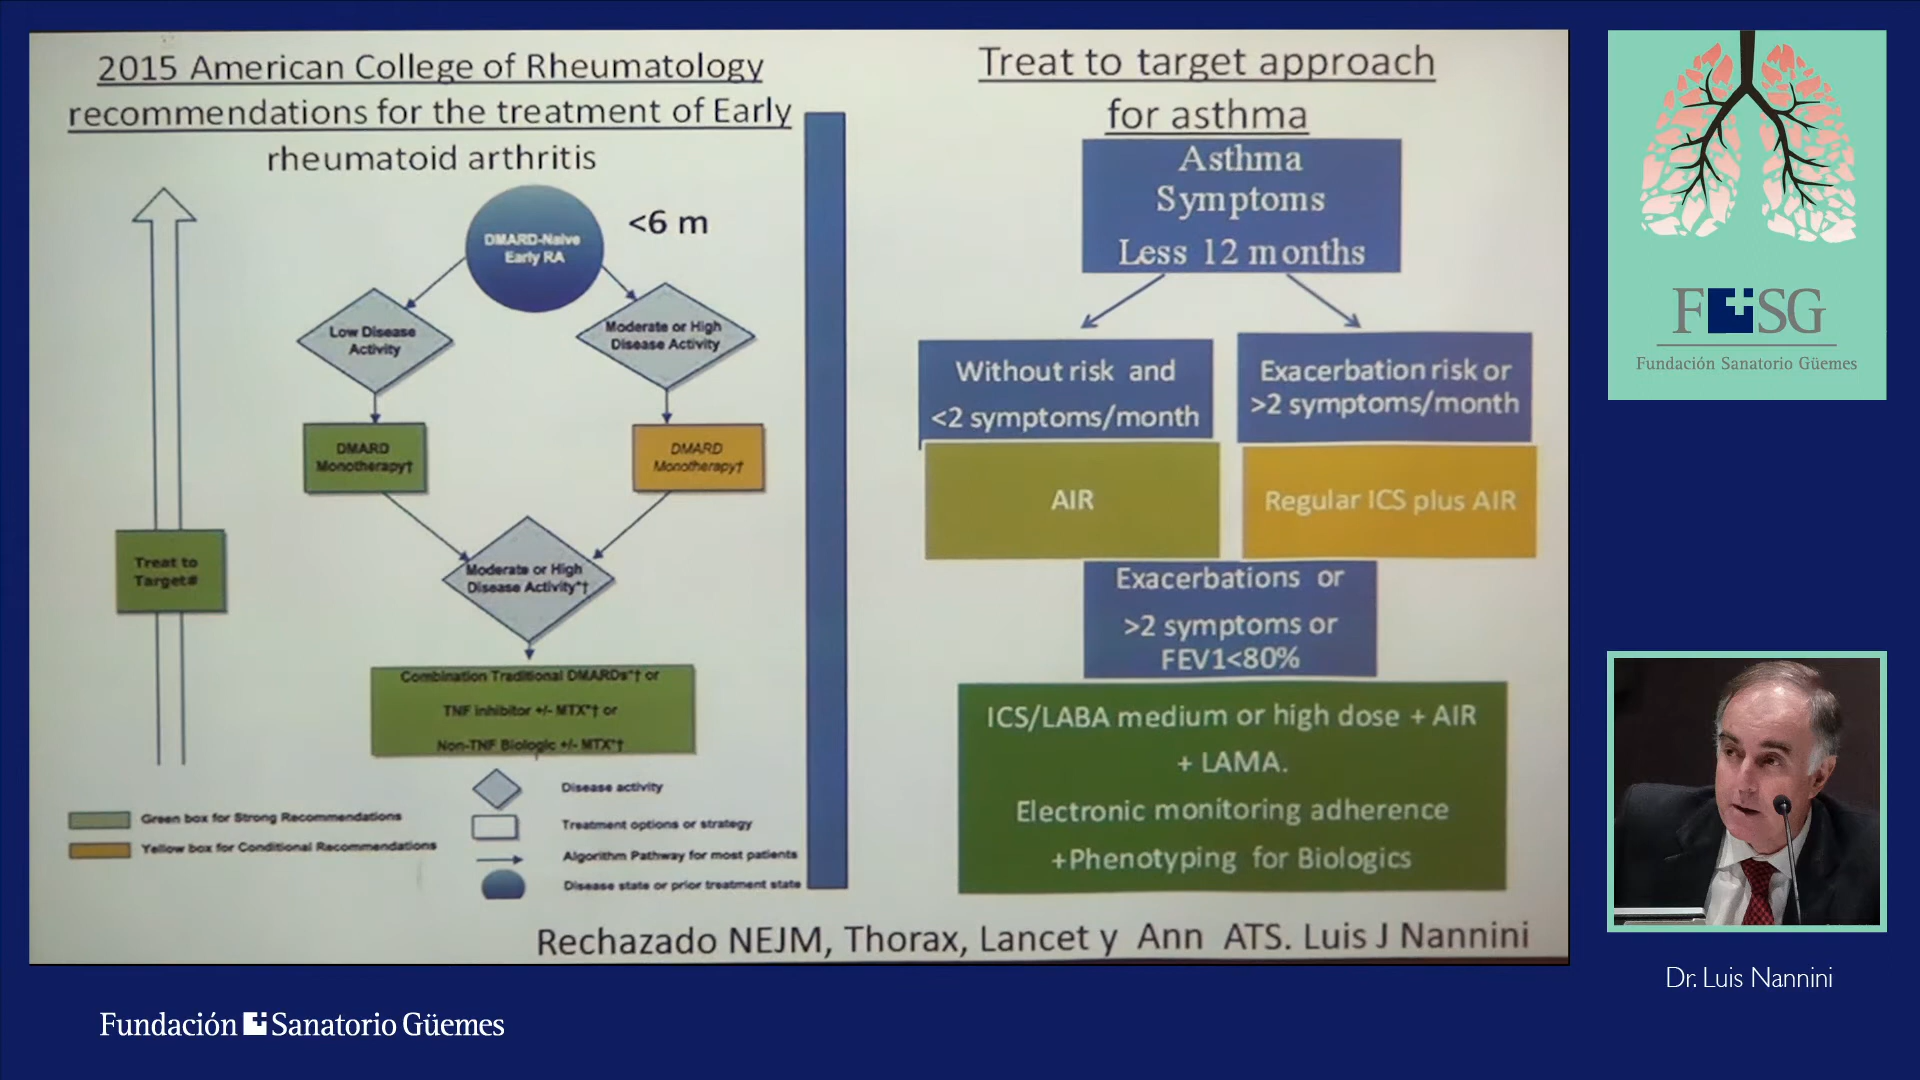 2015 American College of Rheumatology
recommendations for the treatment of Early
rheumatoid arthritis
<6 m
DMARD-Naive
Early RA
Low Disease
Activity
Moderate or High
Disease Activity
DMARD
Monotherapy†
DMARD
Monotherapy†
Treat to
Target#
Moderate or High
Disease Activity*†
Combination Traditional DMARDs*† or
TNF inhibitor +/- MTX*† or
Non-TNF Biologic +/- MTX*†
Disease activity
Treatment options or strategy
Algorithm Pathway for most patients
Disease state or prior treatment state
Green box for Strong Recommendations
Yellow box for Conditional Recommendations
Treat to target approach
for asthma
Asthma
Symptoms
Less 12 months
Without risk and
<2 symptoms/month
Exacerbation risk or
>2 symptoms/month
AIR
Regular ICS plus AIR
Exacerbations or
>2 symptoms or
FEV1<80%
ICS/LABA medium or high dose + AIR
+ LAMA.
Electronic monitoring adherence
+Phenotyping for Biologics
Rechazado NEJM, Thorax, Lancet y Ann ATS. Luis J Nannini
FSG
Fundación Sanatorio Güemes
Dr. Luis Nannini
Fundación Sanatorio Güemes